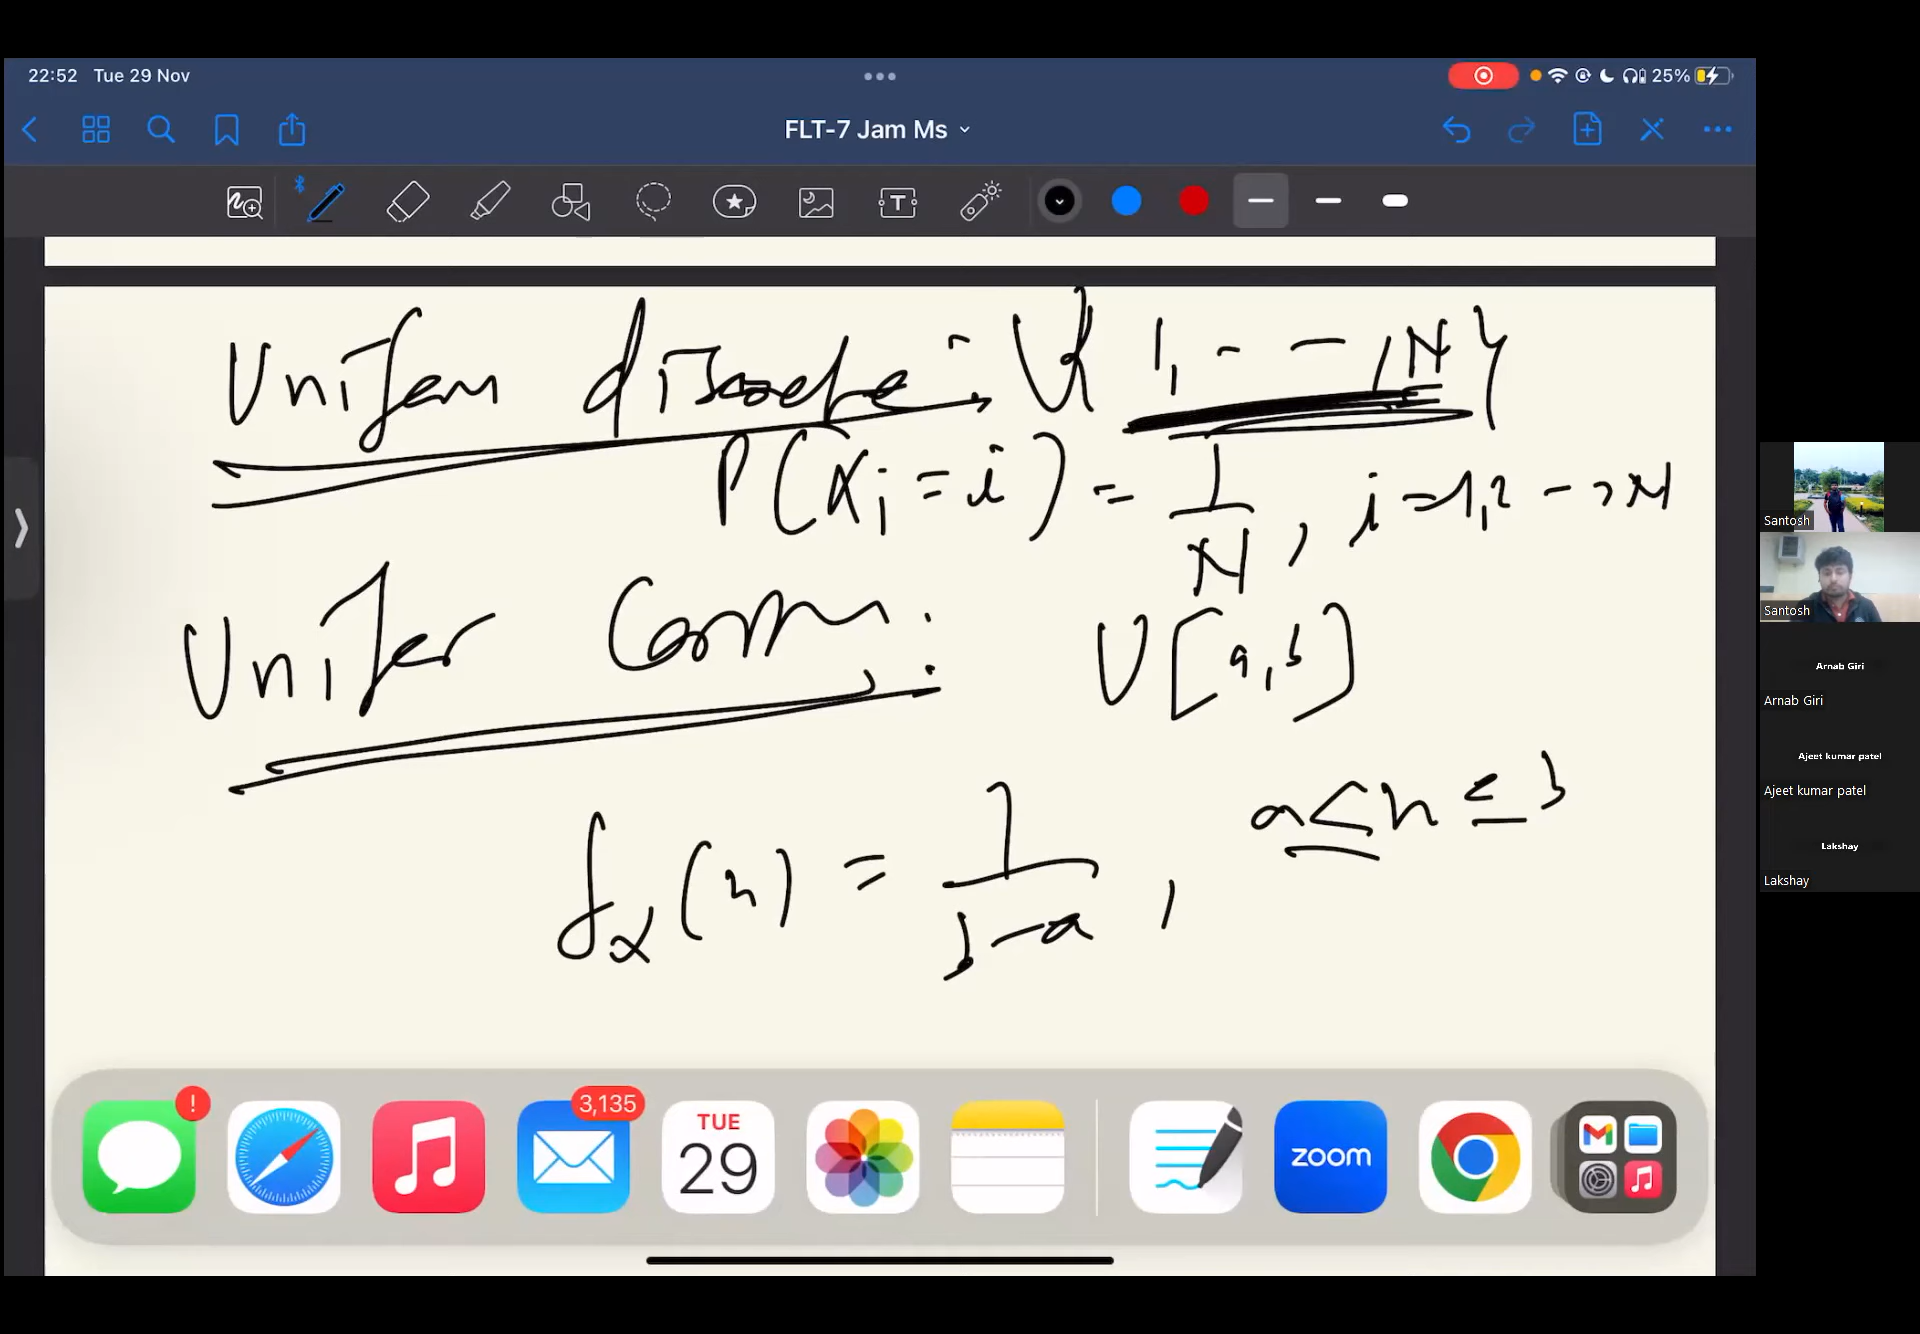 22:52 Tue 29 Nov
25%
FLT-7 Jam Ms
T
Uniform discrete: U{1, - - , N}
P(Xi = i) = 1/N , i = 1,2 - - , N
Unifor
U[a,b]
a ≤ x ≤ b
fx(x) = 1/b-a ,
Santosh
Santosh
Arnab Giri
Arnab Giri
Ajeet kumar patel
Ajeet kumar patel
Lakshay
Lakshay
!
3,135
TUE
29
zoom